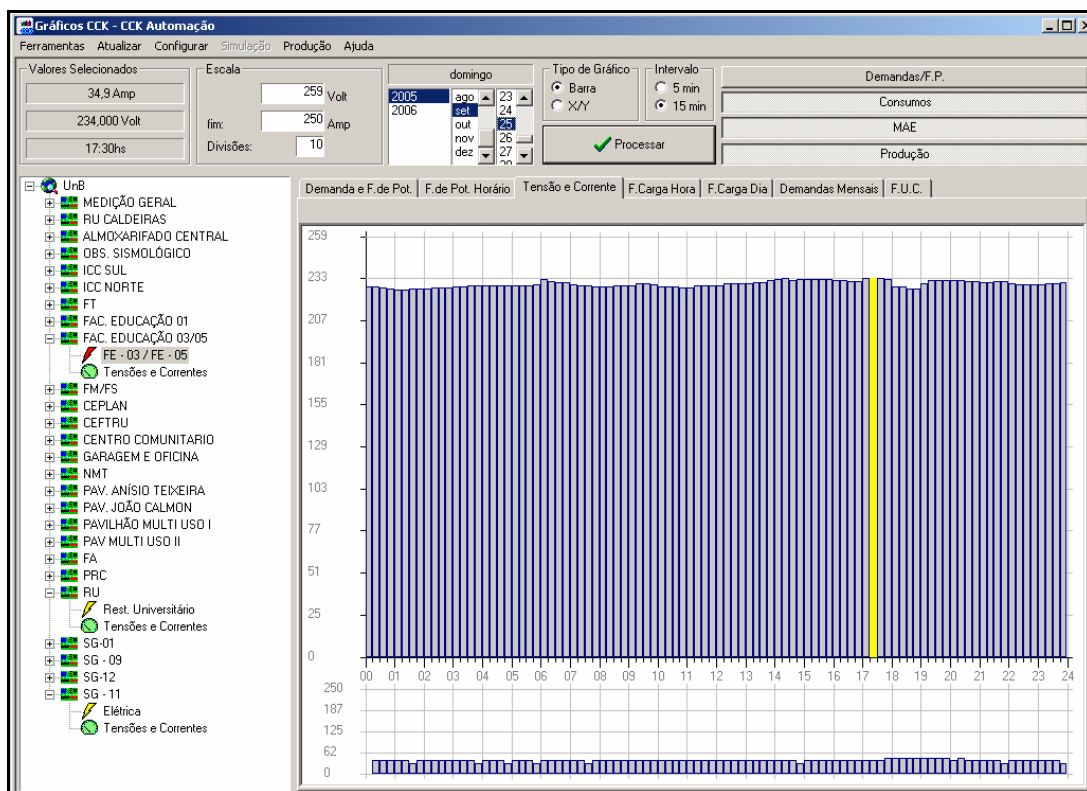 Gráficos CCK - CCK Automação
Ferramentas Atualizar Configurar Simulação Produção Ajuda
Valores Selecionados
34,9 Amp
234,000 Volt
17:30hs
Escala
259 Volt
fim: 250 Amp
Divisões: 10
domingo
2005
2006
ago
set
out
nov
dez
23
24
25
26
27
Tipo de Gráfico
Barra
X/Y
Intervalo
5 min
15 min
Processar
Demandas/F.P.
Consumos
MAE
Produção
UnB
MEDIÇÃO GERAL
RU CALDEIRAS
ALMOXARIFADO CENTRAL
OBS. SISMOLÓGICO
ICC SUL
ICC NORTE
FT
FAC. EDUCAÇÃO 01
FAC. EDUCAÇÃO 03/05
FE - 03 / FE - 05
Tensões e Correntes
FM/FS
CEPLAN
CEFTRU
CENTRO COMUNITARIO
GARAGEM E OFICINA
NMT
PAV. ANÍSIO TEIXEIRA
PAV. JOÃO CALMON
PAVILHÃO MULTI USO I
PAV MULTI USO II
FA
PRC
RU
Rest. Universitário
Tensões e Correntes
SG-01
SG - 09
SG-12
SG - 11
Elétrica
Tensões e Correntes
Demanda e F.de Pot. F.de Pot. Horário Tensão e Corrente F.Carga Hora F.Carga Dia Demandas Mensais F.U.C.
259
233
207
181
155
129
103
77
51
25
0
00 01 02 03 04 05 06 07 08 09 10 11 12 13 14 15 16 17 18 19 20 21 22 23 24
250
187
125
62
0